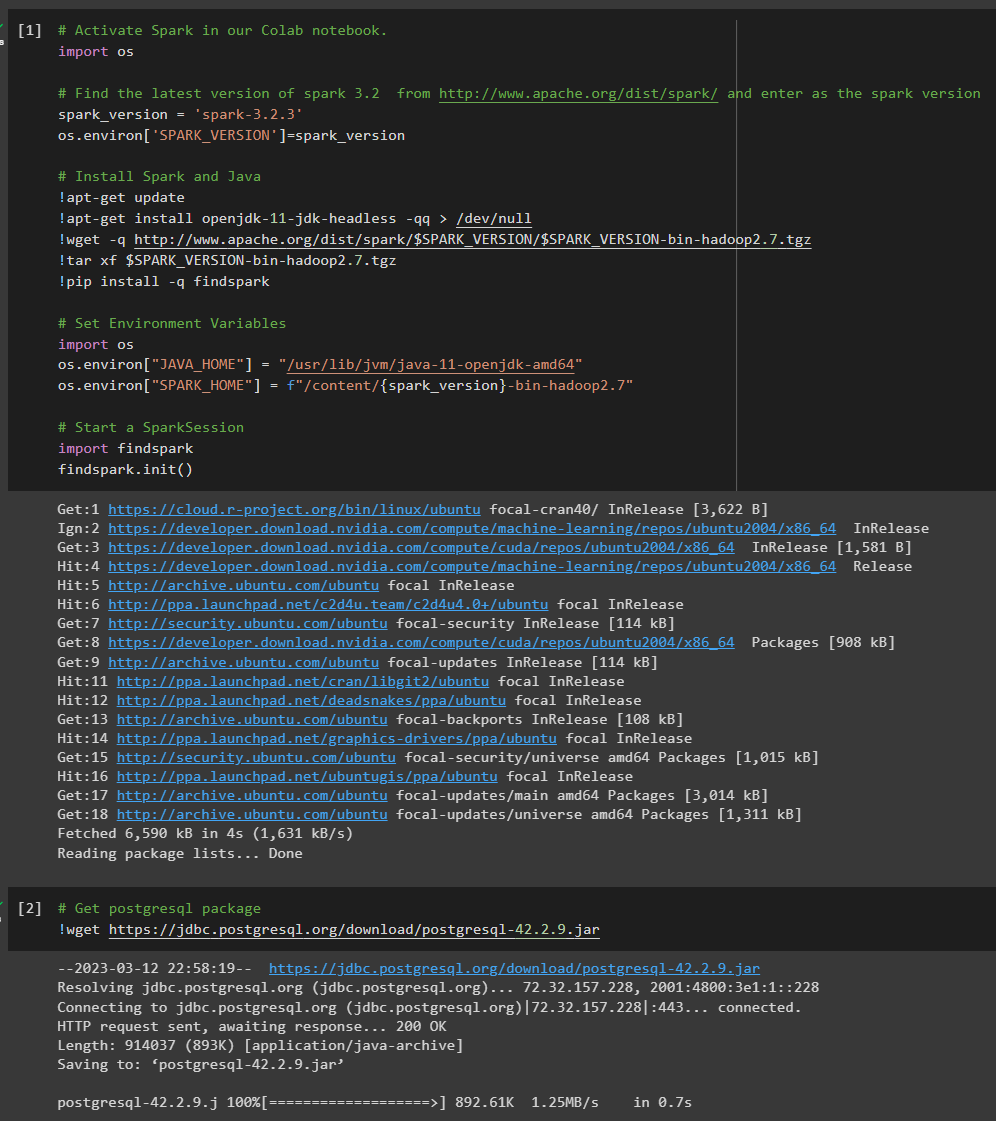 [1] # Activate Spark in our Colab notebook.
import os
# Find the latest version of spark 3.2  from http://www.apache.org/dist/spark/ and enter as the spark version
spark_version = 'spark-3.2.3'
os.environ['SPARK_VERSION']=spark_version
# Install Spark and Java
!apt-get update
!apt-get install openjdk-11-jdk-headless -qq > /dev/null
!wget -q http://www.apache.org/dist/spark/$SPARK_VERSION/$SPARK_VERSION-bin-hadoop2.7.tgz
!tar xf $SPARK_VERSION-bin-hadoop2.7.tgz
!pip install -q findspark
# Set Environment Variables
import os
os.environ["JAVA_HOME"] = "/usr/lib/jvm/java-11-openjdk-amd64"
os.environ["SPARK_HOME"] = f"/content/{spark_version}-bin-hadoop2.7"
# Start a SparkSession
import findspark
findspark.init()
Get:1 https://cloud.r-project.org/bin/linux/ubuntu focal-cran40/ InRelease [3,622 B]
Ign:2 https://developer.download.nvidia.com/compute/machine-learning/repos/ubuntu2004/x86_64  InRelease
Get:3 https://developer.download.nvidia.com/compute/cuda/repos/ubuntu2004/x86_64  InRelease [1,581 B]
Hit:4 https://developer.download.nvidia.com/compute/machine-learning/repos/ubuntu2004/x86_64  Release
Hit:5 http://archive.ubuntu.com/ubuntu focal InRelease
Hit:6 http://ppa.launchpad.net/c2d4u.team/c2d4u4.0+/ubuntu focal InRelease
Get:7 http://security.ubuntu.com/ubuntu focal-security InRelease [114 kB]
Get:8 https://developer.download.nvidia.com/compute/cuda/repos/ubuntu2004/x86_64  Packages [908 kB]
Get:9 http://archive.ubuntu.com/ubuntu focal-updates InRelease [114 kB]
Hit:11 http://ppa.launchpad.net/cran/libgit2/ubuntu focal InRelease
Hit:12 http://ppa.launchpad.net/deadsnakes/ppa/ubuntu focal InRelease
Get:13 http://archive.ubuntu.com/ubuntu focal-backports InRelease [108 kB]
Hit:14 http://ppa.launchpad.net/graphics-drivers/ppa/ubuntu focal InRelease
Get:15 http://security.ubuntu.com/ubuntu focal-security/universe amd64 Packages [1,015 kB]
Hit:16 http://ppa.launchpad.net/ubuntugis/ppa/ubuntu focal InRelease
Get:17 http://archive.ubuntu.com/ubuntu focal-updates/main amd64 Packages [3,014 kB]
Get:18 http://archive.ubuntu.com/ubuntu focal-updates/universe amd64 Packages [1,311 kB]
Fetched 6,590 kB in 4s (1,631 kB/s)
Reading package lists... Done
[2] # Get postgresql package
!wget https://jdbc.postgresql.org/download/postgresql-42.2.9.jar
--2023-03-12 22:58:19--  https://jdbc.postgresql.org/download/postgresql-42.2.9.jar
Resolving jdbc.postgresql.org (jdbc.postgresql.org)... 72.32.157.228, 2001:4800:3e1:1::228
Connecting to jdbc.postgresql.org (jdbc.postgresql.org)|72.32.157.228|:443... connected.
HTTP request sent, awaiting response... 200 OK
Length: 914037 (893K) [application/java-archive]
Saving to: ‘postgresql-42.2.9.jar’
postgresql-42.2.9.j 100%[===================>] 892.61K  1.25MB/s    in 0.7s